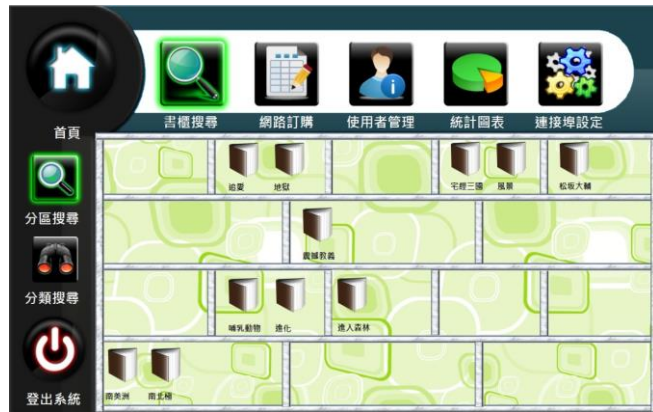 書櫃搜尋 網路訂購 使用者管理 統計圖表 連接埠設定
首頁
分區搜尋
分類搜尋
登出系統
追愛 地獄 宅經三國 風景 松坂大輔
震撼教義
哺乳動物 進化 進入森林
南美洲 南北極